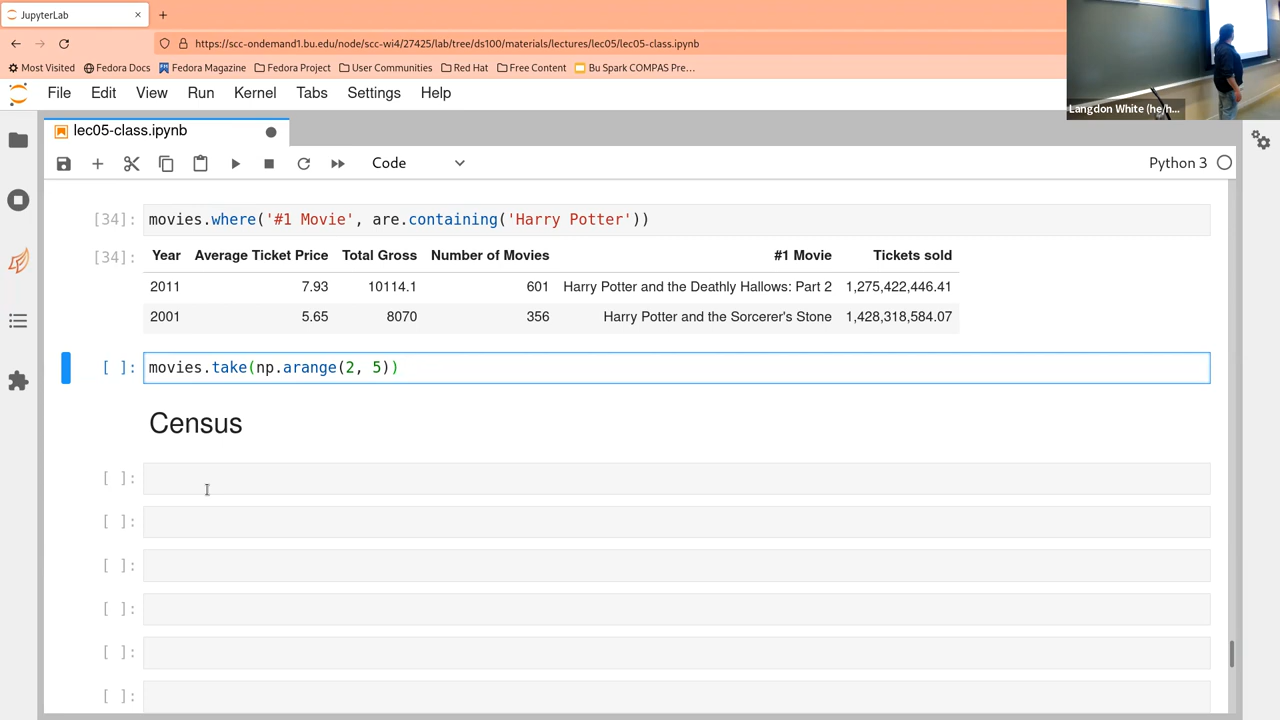 JupyterLab
https://scc-ondemand1.bu.edu/node/scc-wi4/27425/lab/tree/ds100/materials/lectures/lec05/lec05-class.ipynb
Most Visited Fedora Docs Fedora Magazine Fedora Project User Communities Red Hat Free Content Bu Spark COMPAS Pre…
Langdon White (he/h...
File Edit View Run Kernel Tabs Settings Help
lec05-class.ipynb
Code Python 3
[34]: movies.where('#1 Movie', are.containing('Harry Potter'))
[34]: Year Average Ticket Price Total Gross Number of Movies #1 Movie Tickets sold
2011 7.93 10114.1 601 Harry Potter and the Deathly Hallows: Part 2 1,275,422,446.41
2001 5.65 8070 356 Harry Potter and the Sorcerer's Stone 1,428,318,584.07
[ ]: movies.take(np.arange(2, 5))
Census
[ ]:
[ ]:
[ ]:
[ ]:
[ ]:
[ ]: